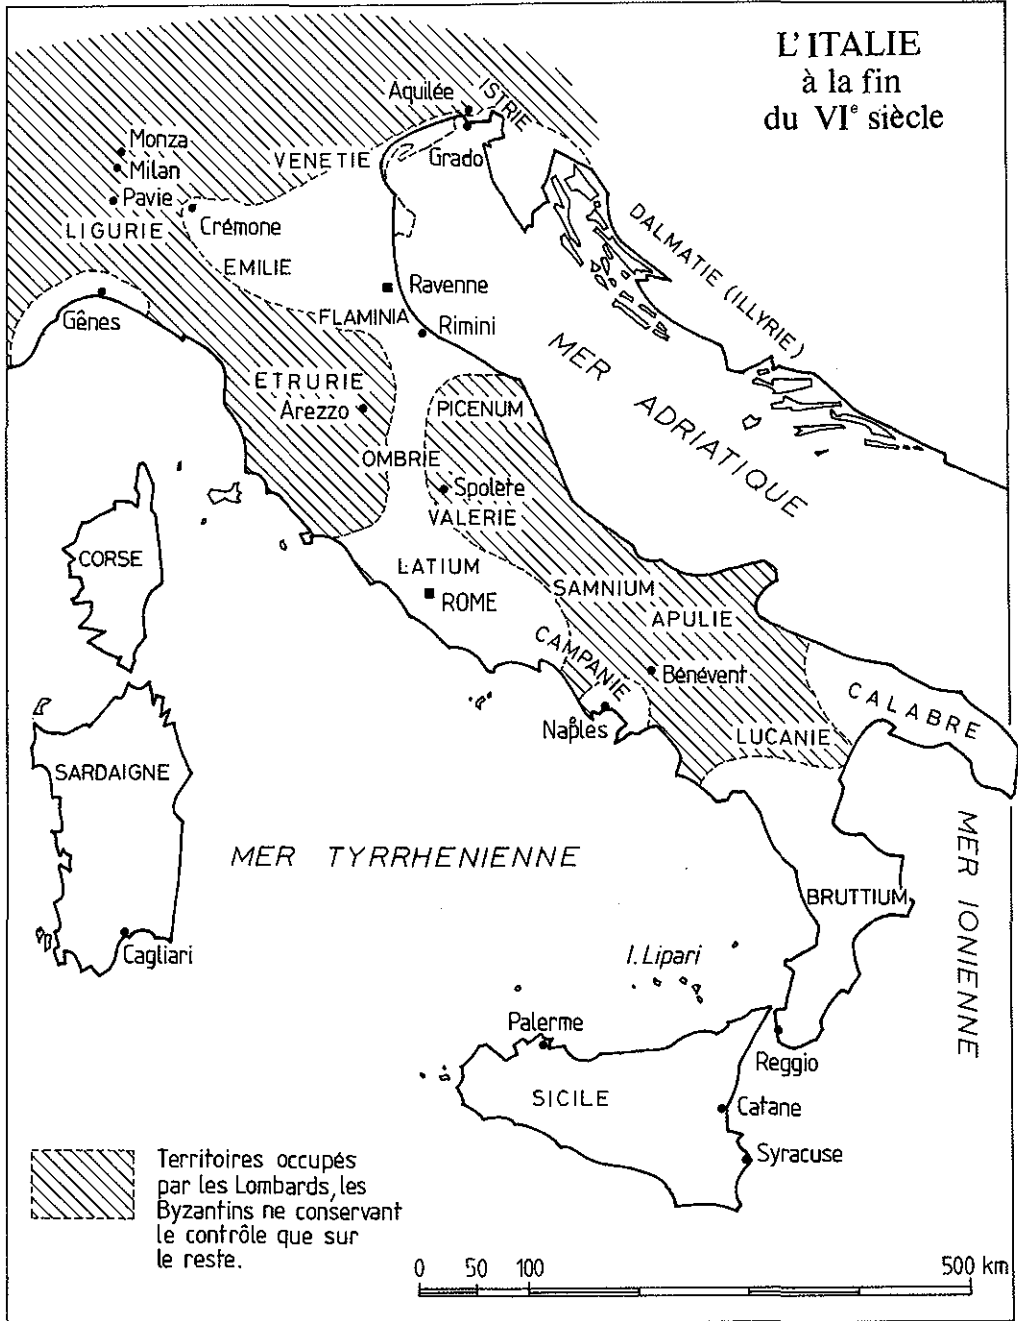 L'ITALIE
à la fin
du VIᵉ siècle
Aquilée
ISTRIE
Monza
VENETIE
Grado
Milan
Pavie
Crémone
LIGURIE
DALMATIE (ILLYRIE)
EMILIE
Ravenne
Gênes
FLAMINIA
Rimini
MER ADRIATIQUE
ETRURIE
Arezzo
PICENUM
OMBRIE
Spolète
VALERIE
CORSE
LATIUM
ROME
SAMNIUM
APULIE
CAMPANIE
Bénévent
CALABRE
Naples
LUCANIE
SARDAIGNE
MER TYRRHENIENNE
MER IONIENNE
BRUTTIUM
Cagliari
I. Lipari
Palerme
Reggio
SICILE
Catane
Syracuse
Territoires occupés
par les Lombards, les
Byzantins ne conservant
le contrôle que sur
le reste.
0 50 100 500 km